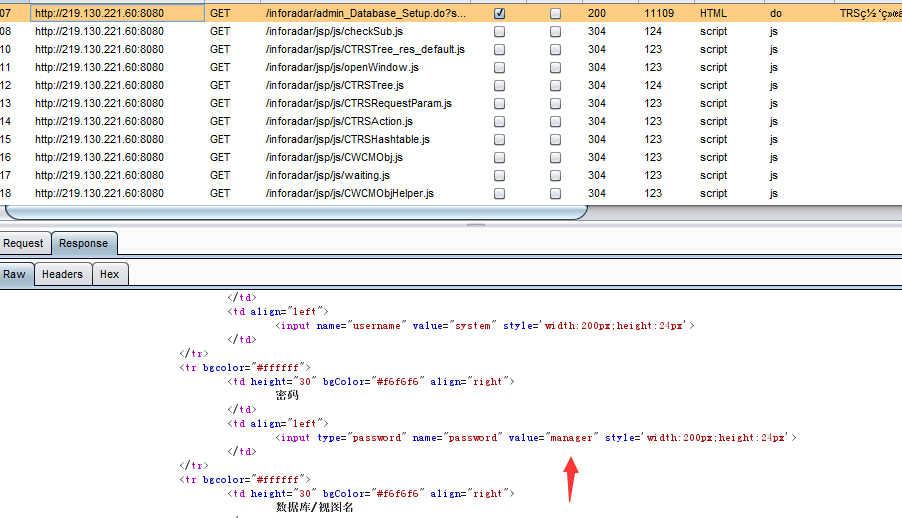 07 http://219.130.221.60:8080 GET /inforadar/admin_Database_Setup.do?s... 200 11109 HTML do
08 http://219.130.221.60:8080 GET /inforadar/jsp/js/checkSub.js 304 124 script js
10 http://219.130.221.60:8080 GET /inforadar/jsp/js/CTRSTree_res_default.js 304 123 script js
11 http://219.130.221.60:8080 GET /inforadar/jsp/js/openWindow.js 304 123 script js
12 http://219.130.221.60:8080 GET /inforadar/jsp/js/CTRSTree.js 304 124 script js
13 http://219.130.221.60:8080 GET /inforadar/jsp/js/CTRSRequestParam.js 304 123 script js
14 http://219.130.221.60:8080 GET /inforadar/jsp/js/CTRSAction.js 304 123 script js
15 http://219.130.221.60:8080 GET /inforadar/jsp/js/CTRSHashtable.js 304 123 script js
16 http://219.130.221.60:8080 GET /inforadar/jsp/js/CWCMObj.js 304 123 script js
17 http://219.130.221.60:8080 GET /inforadar/jsp/js/waiting.js 304 123 script js
18 http://219.130.221.60:8080 GET /inforadar/jsp/js/CWCMObjHelper.js 304 123 script js
Request Response
Raw Headers Hex
</td>
<td align="left">
<input name="username" value="system" style='width:200px;height:24px'>
</td>
</tr>
<tr bgcolor="#ffffff">
<td height="30" bgColor="#f6f6f6" align="right">
密码
</td>
<td align="left">
<input type="password" name="password" value="manager" style='width:200px;height:24px'>
</td>
</tr>
<tr bgcolor="#ffffff">
<td height="30" bgColor="#f6f6f6" align="right">
数据库/视图名